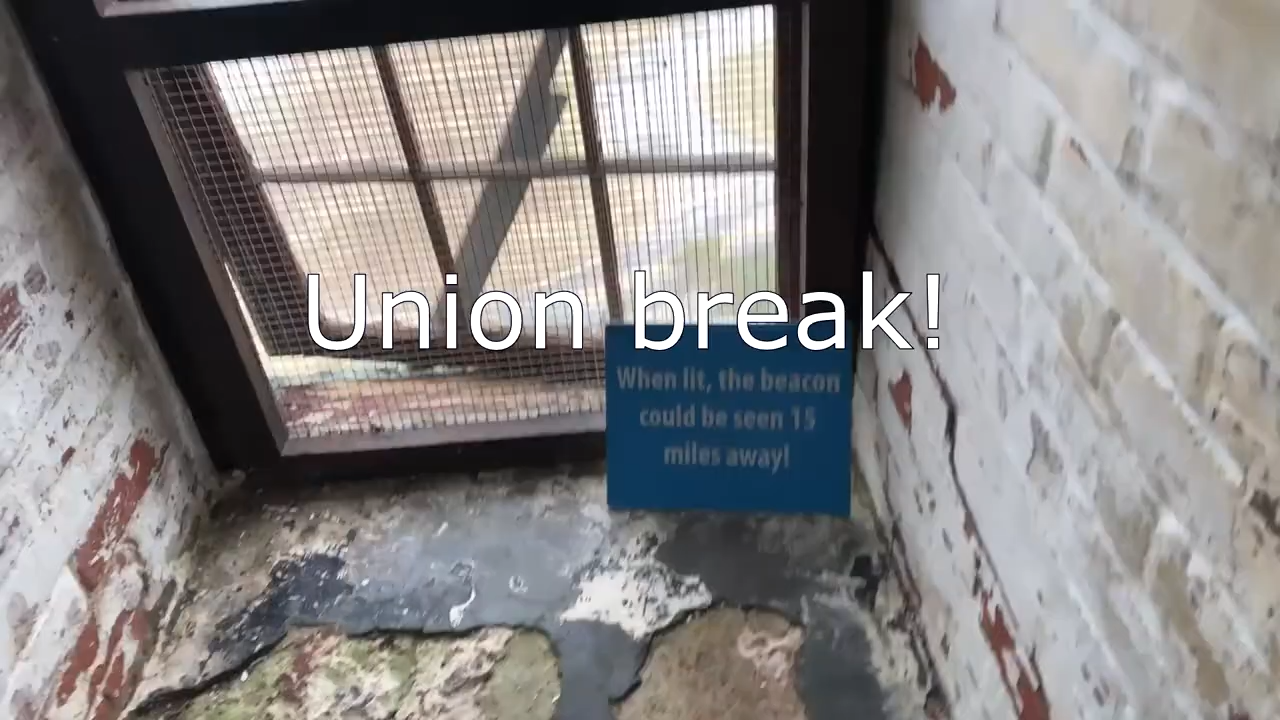 Union break!
When lit, the beacon
could be seen 15
miles away!